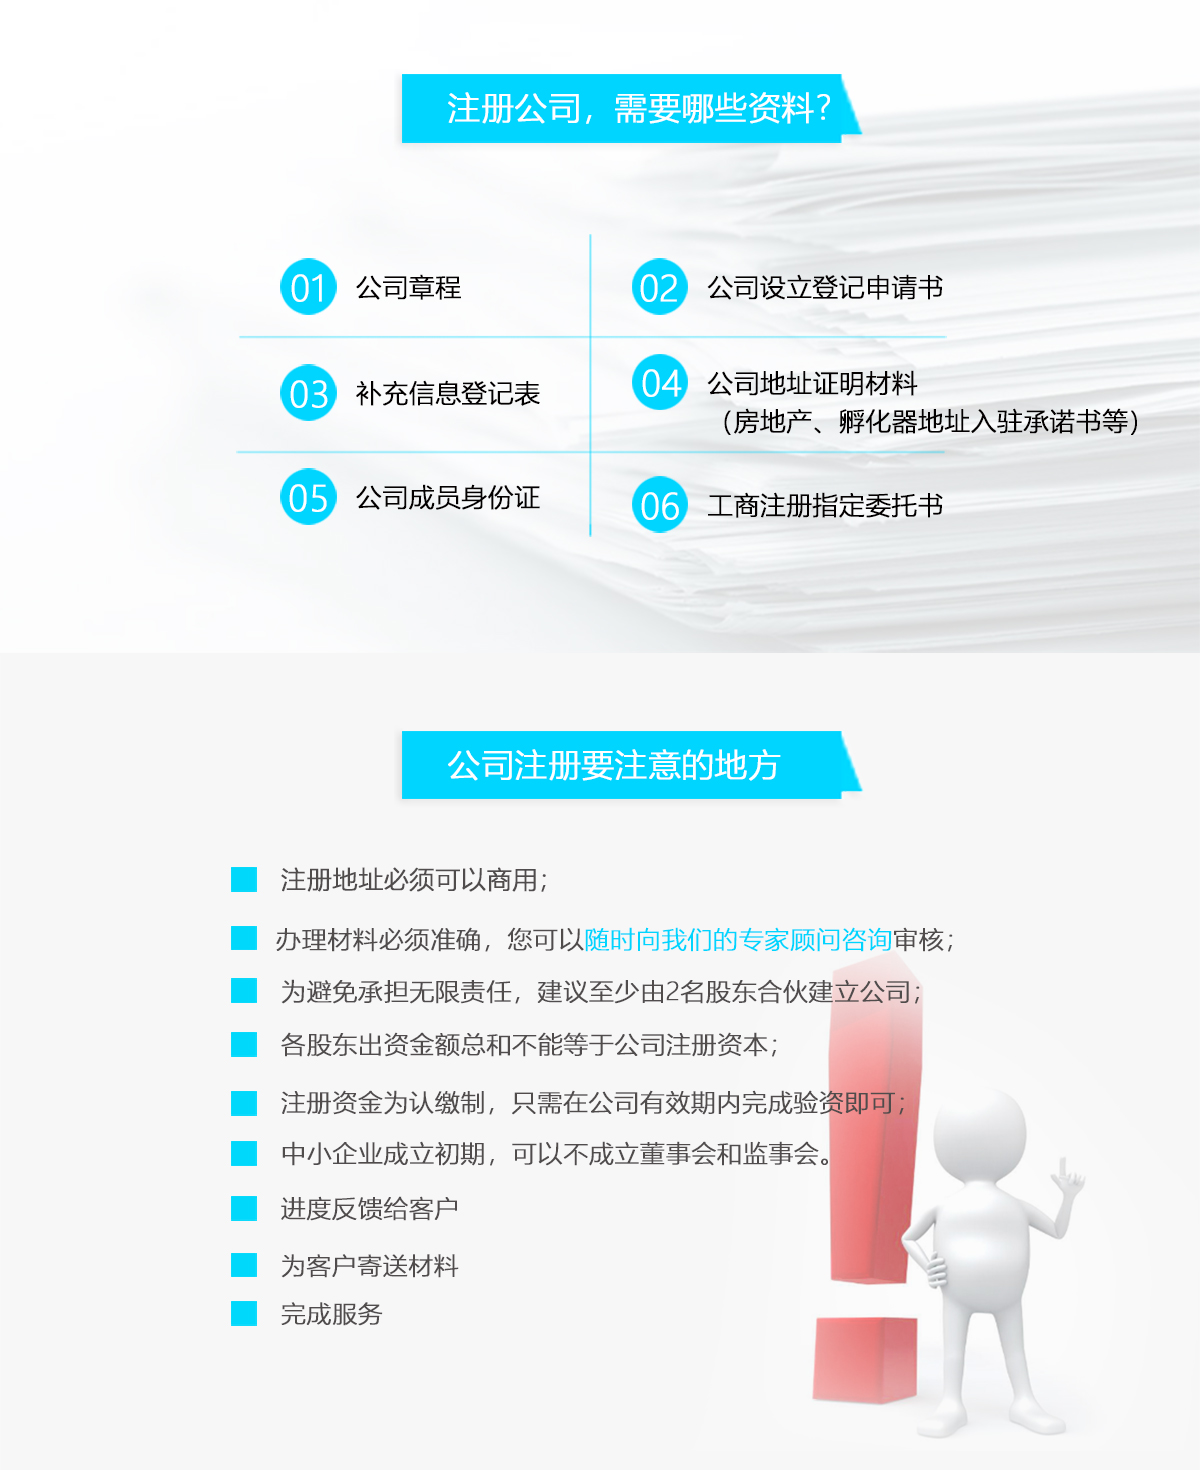 注册公司，需要哪些资料？
01 公司章程
02 公司设立登记申请书
03 补充信息登记表
04 公司地址证明材料
（房地产、孵化器地址入驻承诺书等）
05 公司成员身份证
06 工商注册指定委托书
公司注册要注意的地方
注册地址必须可以商用；
办理材料必须准确，您可以随时向我们的专家顾问咨询审核；
为避免承担无限责任，建议至少由2名股东合伙建立公司；
各股东出资金额总和不能等于公司注册资本；
注册资金为认缴制，只需在公司有效期内完成验资即可；
中小企业成立初期，可以不成立董事会和监事会。
进度反馈给客户
为客户寄送材料
完成服务